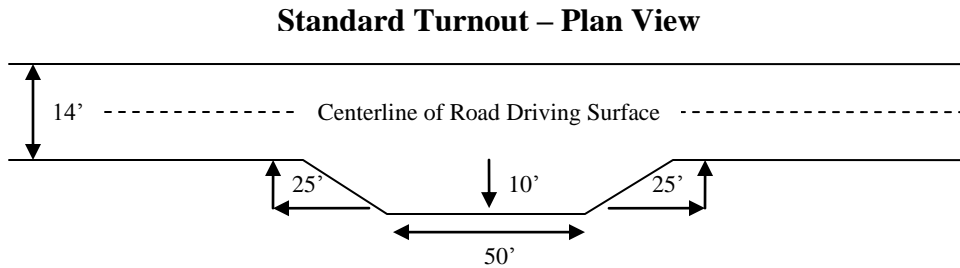 Standard Turnout – Plan View
14’
Centerline of Road Driving Surface
25’
10’
25’
50’